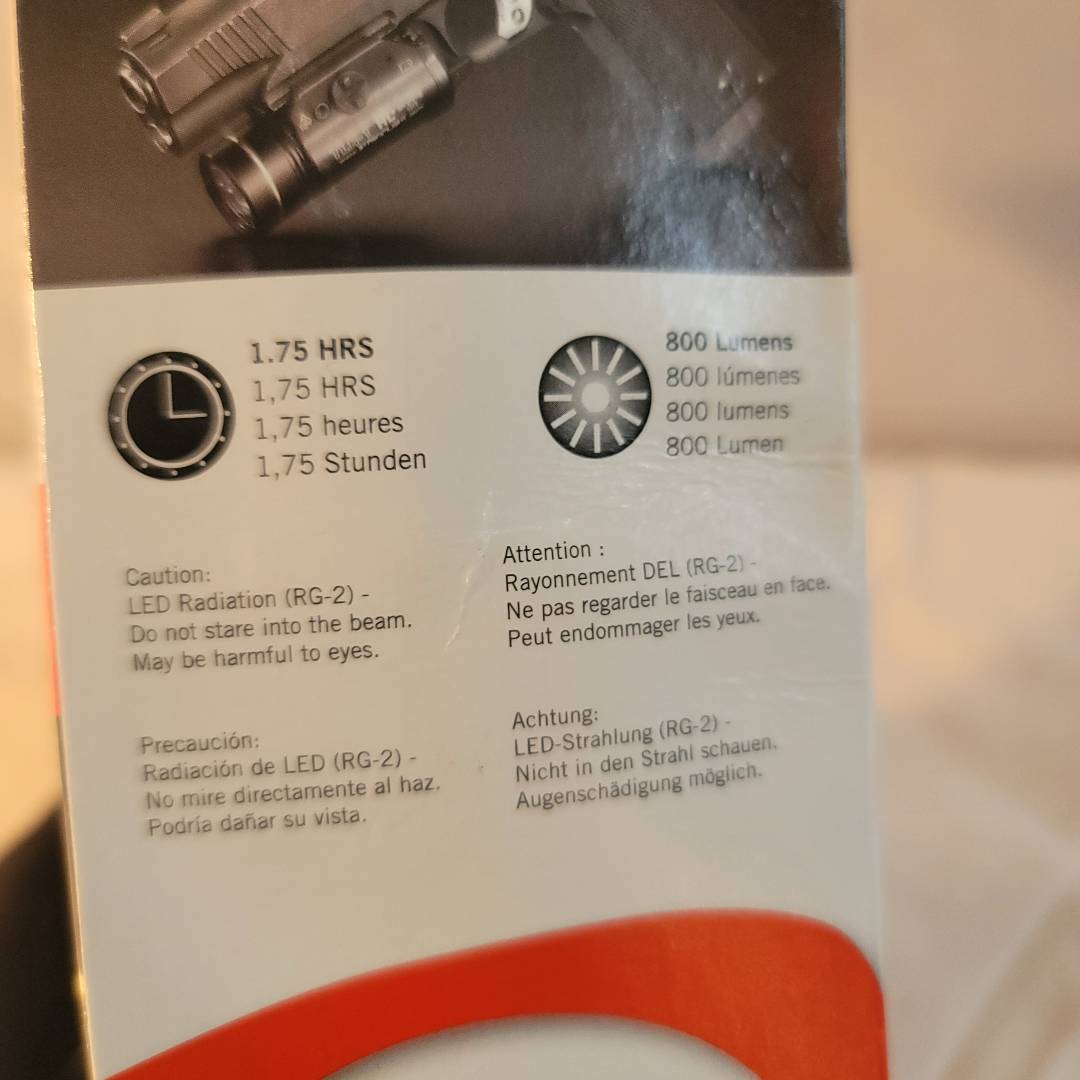 1.75 HRS
1,75 HRS
1,75 heures
1,75 Stunden
800 Lumens
800 lúmenes
800 lumens
800 Lumen
Caution:
LED Radiation (RG-2) -
Do not stare into the beam.
May be harmful to eyes.
Attention :
Rayonnement DEL (RG-2) -
Ne pas regarder le faisceau en face.
Peut endommager les yeux.
Precaución:
Radiación de LED (RG-2) -
No mire directamente al haz.
Podría dañar su vista.
Achtung:
LED-Strahlung (RG-2) -
Nicht in den Strahl schauen.
Augenschädigung möglich.